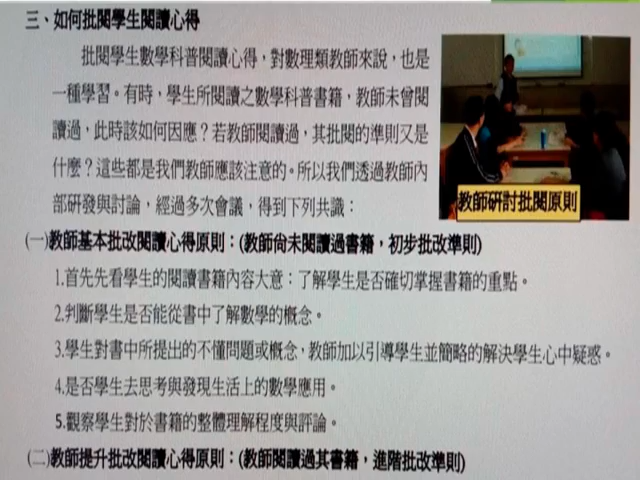 三、如何批閱學生閱讀心得
批閱學生數學科普閱讀心得，對數理類教師來說，也是
一種學習。有時，學生所閱讀之數學科普書籍，教師未曾閱
讀過，此時該如何因應？若教師閱讀過，其批閱的準則又是
什麼？這些都是我們教師應該注意的。所以我們透過教師內
部研發與討論，經過多次會議，得到下列共識：
教師研討批閱原則
(一)教師基本批改閱讀心得原則：(教師尚未閱讀過書籍，初步批改準則)
1.首先先看學生的閱讀書籍內容大意：了解學生是否確切掌握書籍的重點。
2.判斷學生是否能從書中了解數學的概念。
3.學生對書中所提出的不懂問題或概念，教師加以引導學生並簡略的解決學生心中疑惑。
4.是否學生去思考與發現生活上的數學應用。
5.觀察學生對於書籍的整體理解程度與評論。
(二)教師提升批改閱讀心得原則：(教師閱讀過其書籍，進階批改準則)